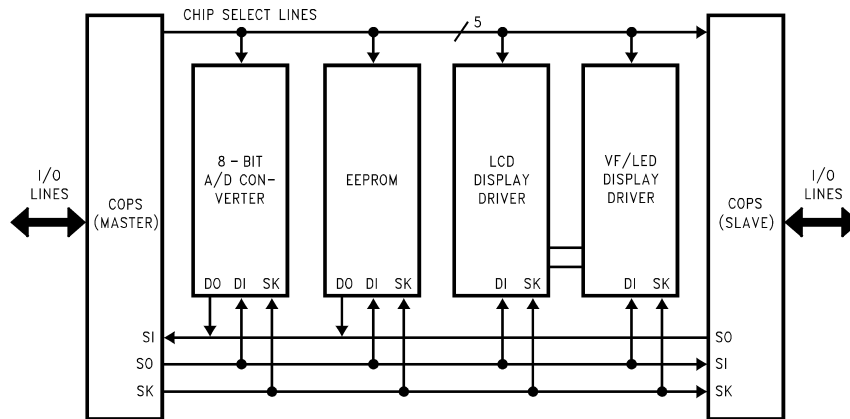 CHIP SELECT LINES
5
I/O
LINES
COPS
(MASTER)
8 – BIT
A/D CON–
VERTER
EEPROM
LCD
DISPLAY
DRIVER
VF/LED
DISPLAY
DRIVER
COPS
(SLAVE)
I/O
LINES
DO DI SK
DO DI SK
DI SK
DI SK
SI
SO
SO
SI
SK
SK